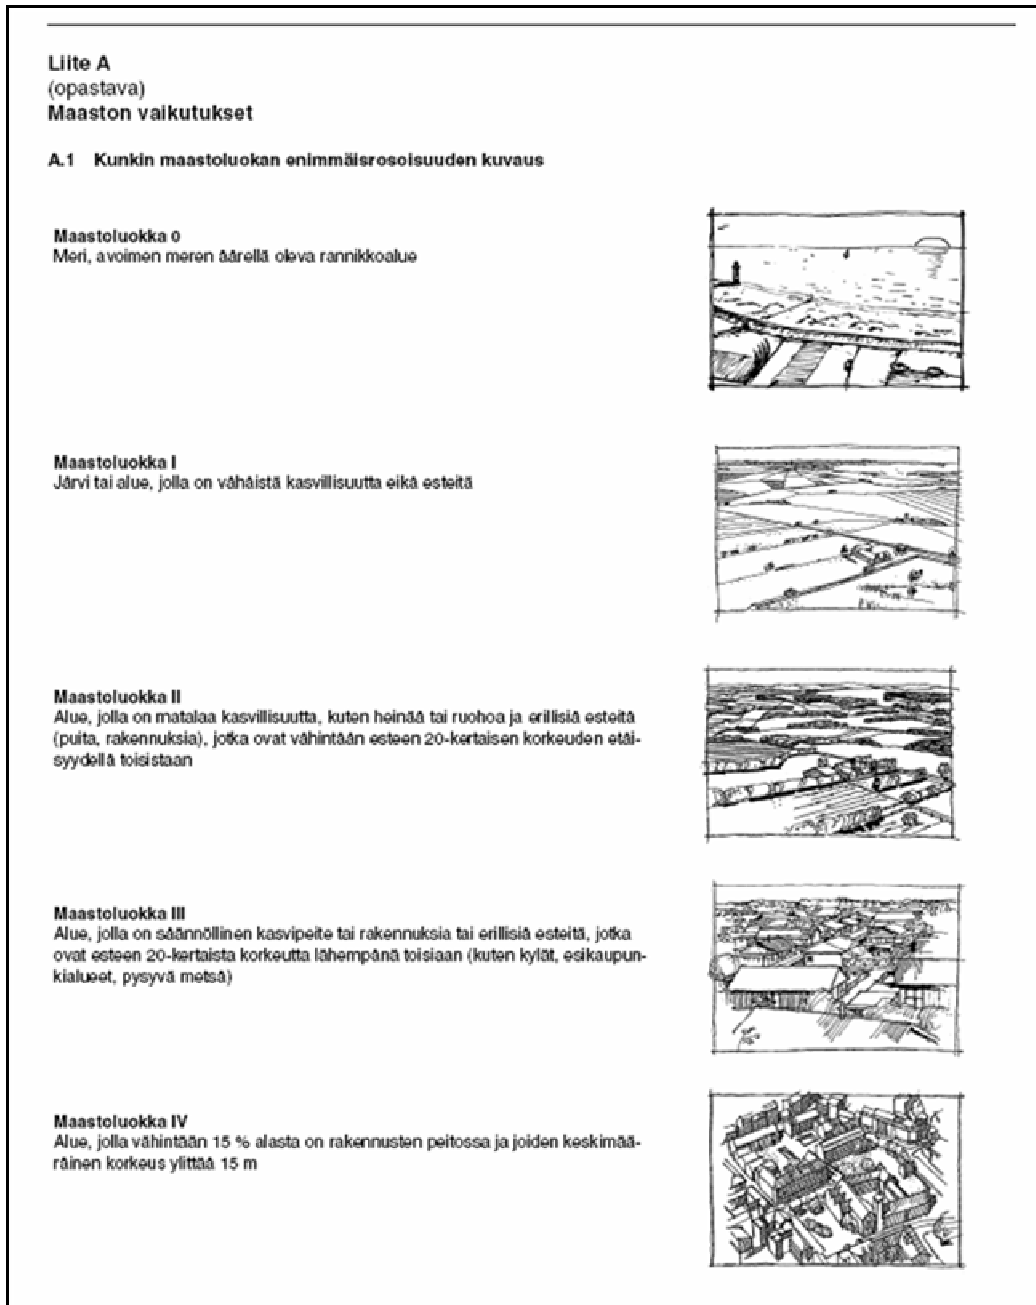 Liite A
(opastava)
Maaston vaikutukset
A.1 Kunkin maastoluokan enimmäisrosoisuuden kuvaus
Maastoluokka 0
Meri, avoimen meren äärellä oleva rannikkoalue
Maastoluokka I
Järvi tai alue, jolla on vähäistä kasvillisuutta eikä esteitä
Maastoluokka II
Alue, jolla on matalaa kasvillisuutta, kuten heinää tai ruohoa ja erillisiä esteitä
(puita, rakennuksia), jotka ovat vähintään esteen 20-kertaisen korkeuden etäi-
syydellä toisistaan
Maastoluokka III
Alue, jolla on säännöllinen kasvipeite tai rakennuksia tai erillisiä esteitä, jotka
ovat esteen 20-kertaista korkeutta lähempänä toisiaan (kuten kylät, esikaupun-
kialueet, pysyvä metsä)
Maastoluokka IV
Alue, jolla vähintään 15 % alasta on rakennusten peitossa ja joiden keskimää-
räinen korkeus ylittää 15 m